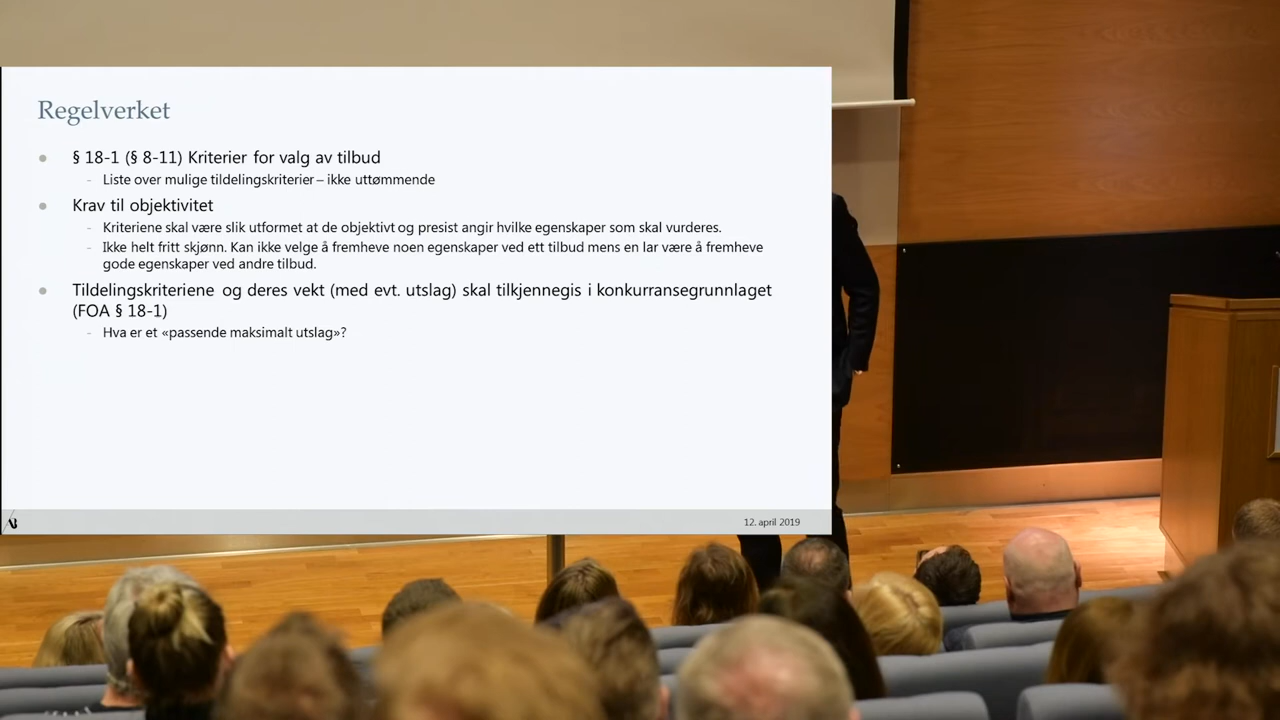 Regelverket
§ 18-1 (§ 8-11) Kriterier for valg av tilbud
- Liste over mulige tildelingskriterier – ikke uttømmende
Krav til objektivitet
- Kriteriene skal være slik utformet at de objektivt og presist angir hvilke egenskaper som skal vurderes.
- Ikke helt fritt skjønn. Kan ikke velge å fremheve noen egenskaper ved ett tilbud mens en lar være å fremheve
gode egenskaper ved andre tilbud.
Tildelingskriteriene og deres vekt (med evt. utslag) skal tilkjennegis i konkurransegrunnlaget
(FOA § 18-1)
- Hva er et «passende maksimalt utslag»?
12. april 2019